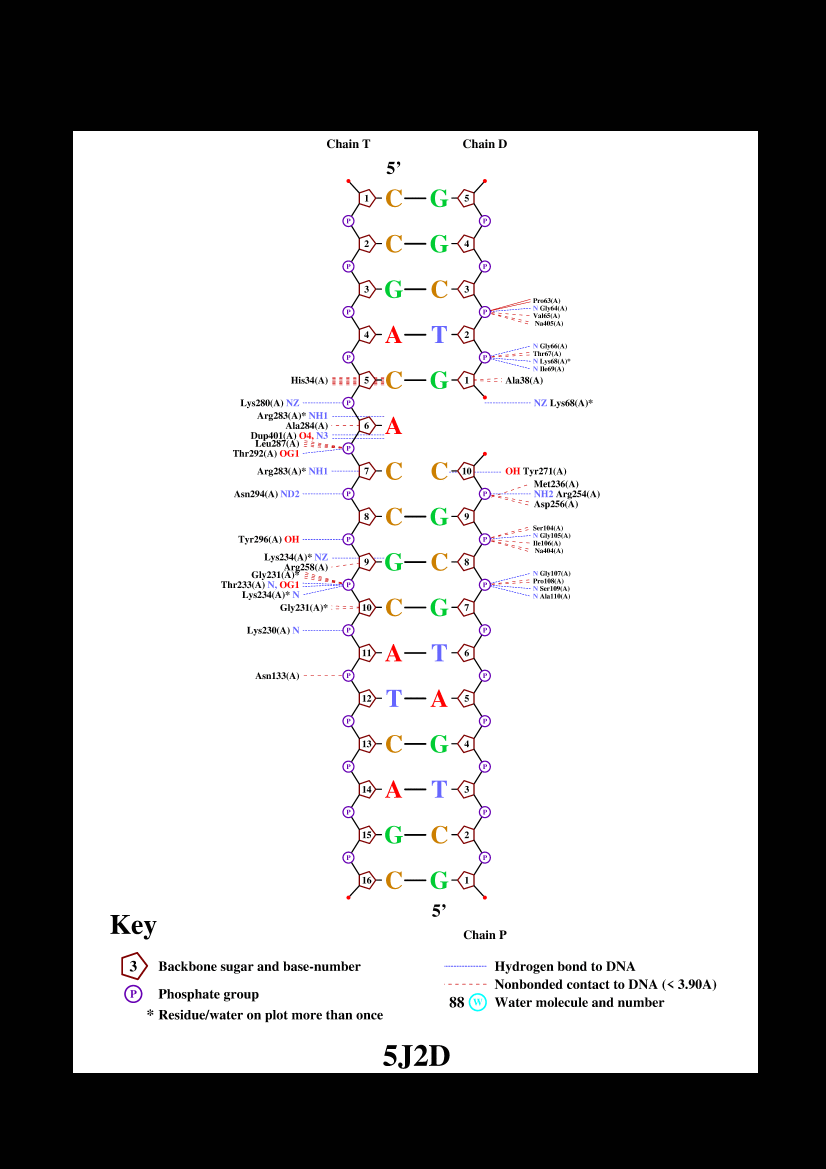 Chain T Chain D
5’
1 C G 5
P P
2 C G 4
P P
3 G C 3
Pro63(A)
P P N Gly64(A)
Val65(A)
Na405(A)
4 A T 2
N Gly66(A)
Thr67(A)
P P N Lys68(A)*
N Ile69(A)
His34(A) 5 C G 1 Ala38(A)
Lys280(A) NZ P NZ Lys68(A)*
Arg283(A)* NH1
Ala284(A) 6 A
Dup401(A) O4, N3
Leu287(A)
Thr292(A) OG1 P
Arg283(A)* NH1 7 C C 10 OH Tyr271(A)
Met236(A)
Asn294(A) ND2 P P NH2 Arg254(A)
Asp256(A)
8 C G 9
Ser104(A)
N Gly105(A)
Tyr296(A) OH P P Ile106(A)
Na404(A)
Lys234(A)* NZ 9 G C 8
Arg258(A)
Gly231(A)* N Gly107(A)
Pro108(A)
Thr233(A) N, OG1 P P N Ser109(A)
Lys234(A)* N N Ala110(A)
Gly231(A)* 10 C G 7
Lys230(A) N P P
11 A T 6
Asn133(A) P P
12 T A 5
P P
13 C G 4
P P
14 A T 3
P P
15 G C 2
P P
16 C G 1
5’
Chain P
Key
3 Backbone sugar and base-number
P Phosphate group
* Residue/water on plot more than once
Hydrogen bond to DNA
Nonbonded contact to DNA (< 3.90A)
88 W Water molecule and number
5J2D